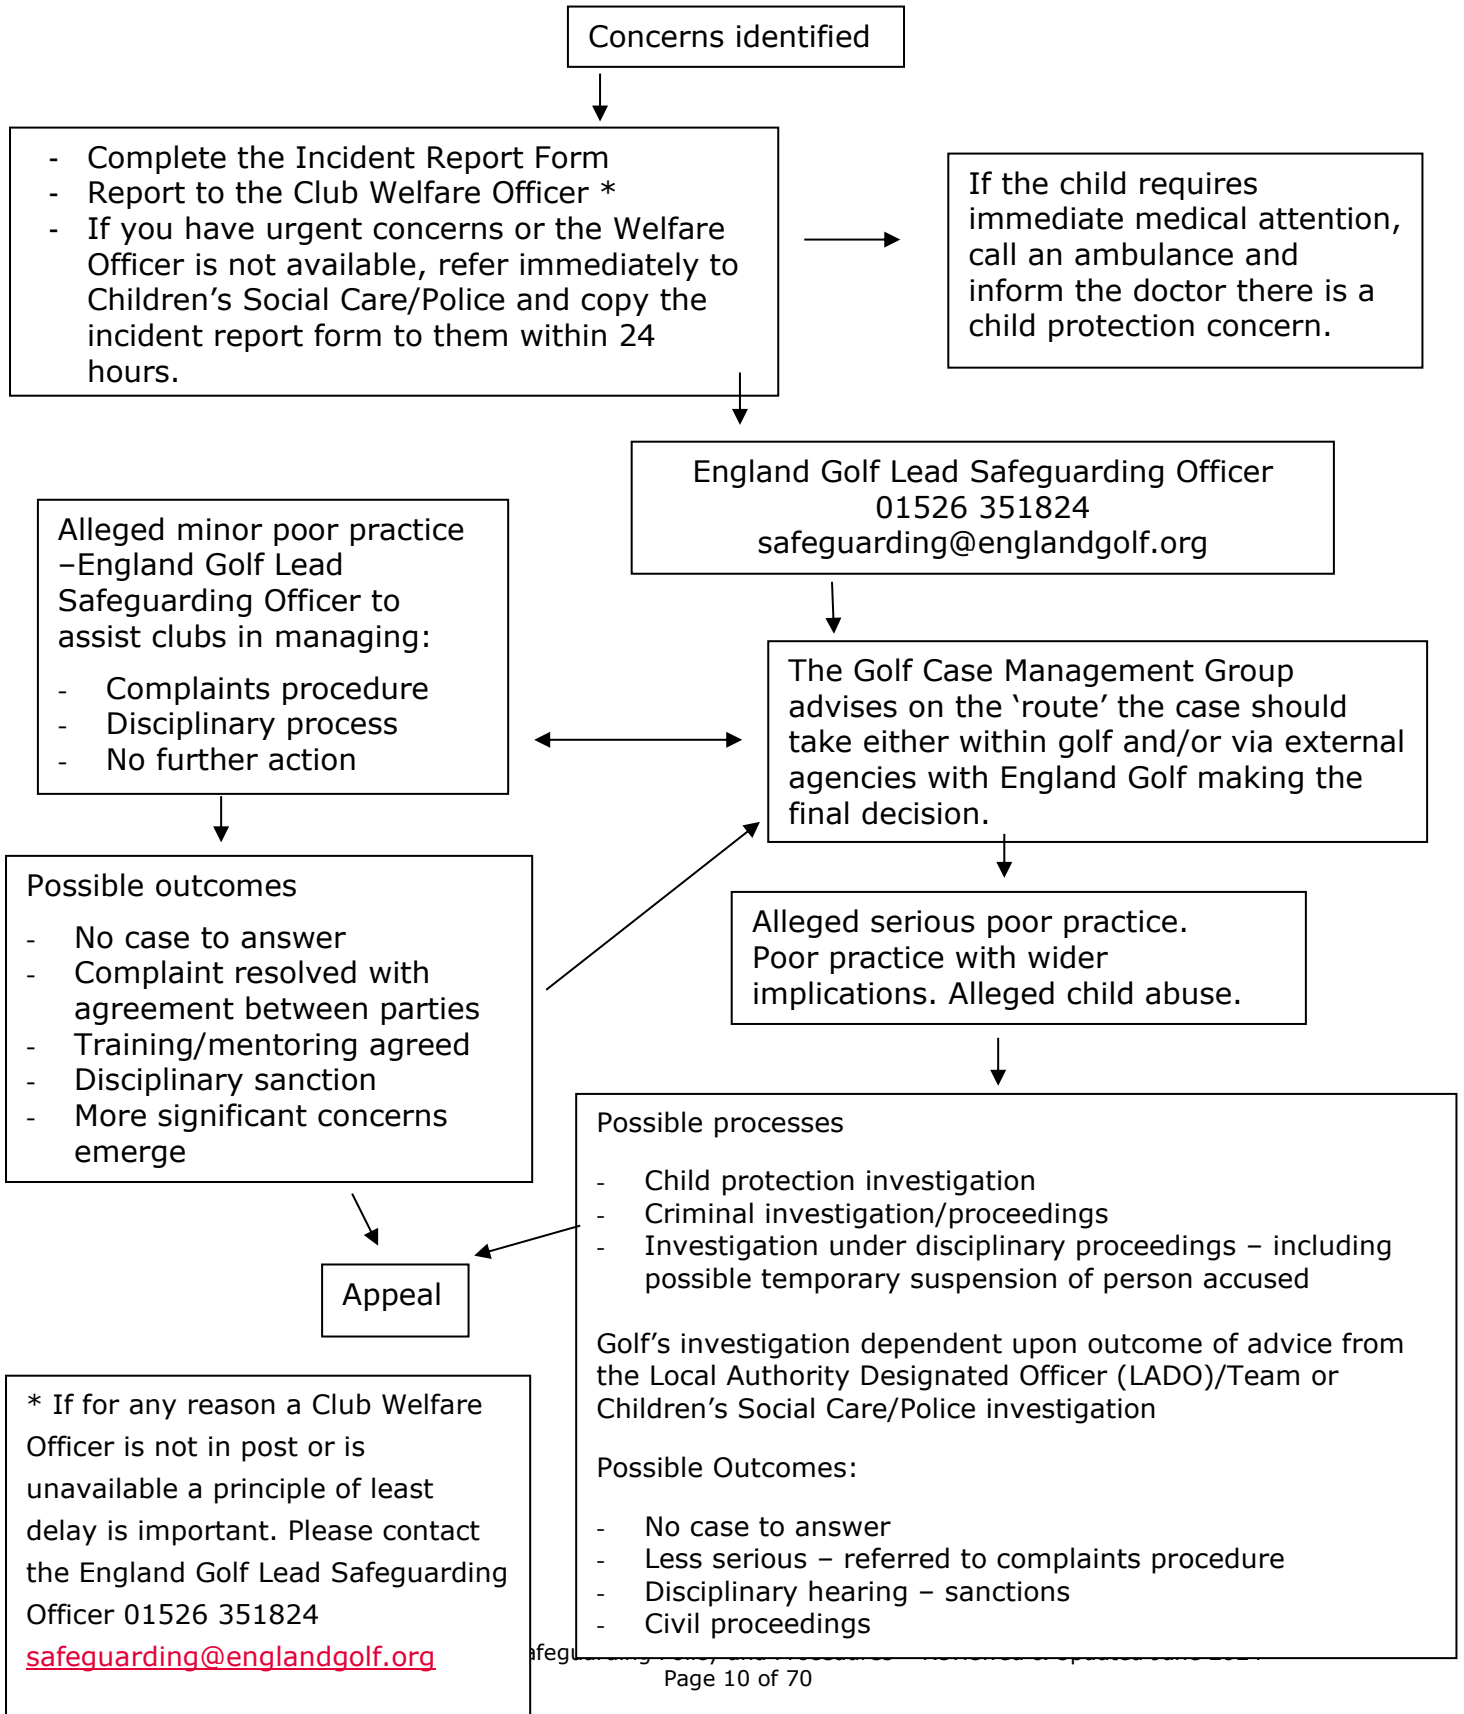 Concerns identified
- Complete the Incident Report Form
- Report to the Club Welfare Officer *
- If you have urgent concerns or the Welfare
Officer is not available, refer immediately to
Children’s Social Care/Police and copy the
incident report form to them within 24
hours.
If the child requires
immediate medical attention,
call an ambulance and
inform the doctor there is a
child protection concern.
England Golf Lead Safeguarding Officer
01526 351824
safeguarding@englandgolf.org
Alleged minor poor practice
–England Golf Lead
Safeguarding Officer to
assist clubs in managing:
- Complaints procedure
- Disciplinary process
- No further action
The Golf Case Management Group
advises on the ‘route’ the case should
take either within golf and/or via external
agencies with England Golf making the
final decision.
Possible outcomes
- No case to answer
- Complaint resolved with
agreement between parties
- Training/mentoring agreed
- Disciplinary sanction
- More significant concerns
emerge
Alleged serious poor practice.
Poor practice with wider
implications. Alleged child abuse.
Possible processes
- Child protection investigation
- Criminal investigation/proceedings
- Investigation under disciplinary proceedings – including
possible temporary suspension of person accused
Golf’s investigation dependent upon outcome of advice from
the Local Authority Designated Officer (LADO)/Team or
Children’s Social Care/Police investigation
Possible Outcomes:
- No case to answer
- Less serious – referred to complaints procedure
- Disciplinary hearing – sanctions
- Civil proceedings
Appeal
* If for any reason a Club Welfare
Officer is not in post or is
unavailable a principle of least
delay is important. Please contact
the England Golf Lead Safeguarding
Officer 01526 351824
safeguarding@englandgolf.org
Page 10 of 70